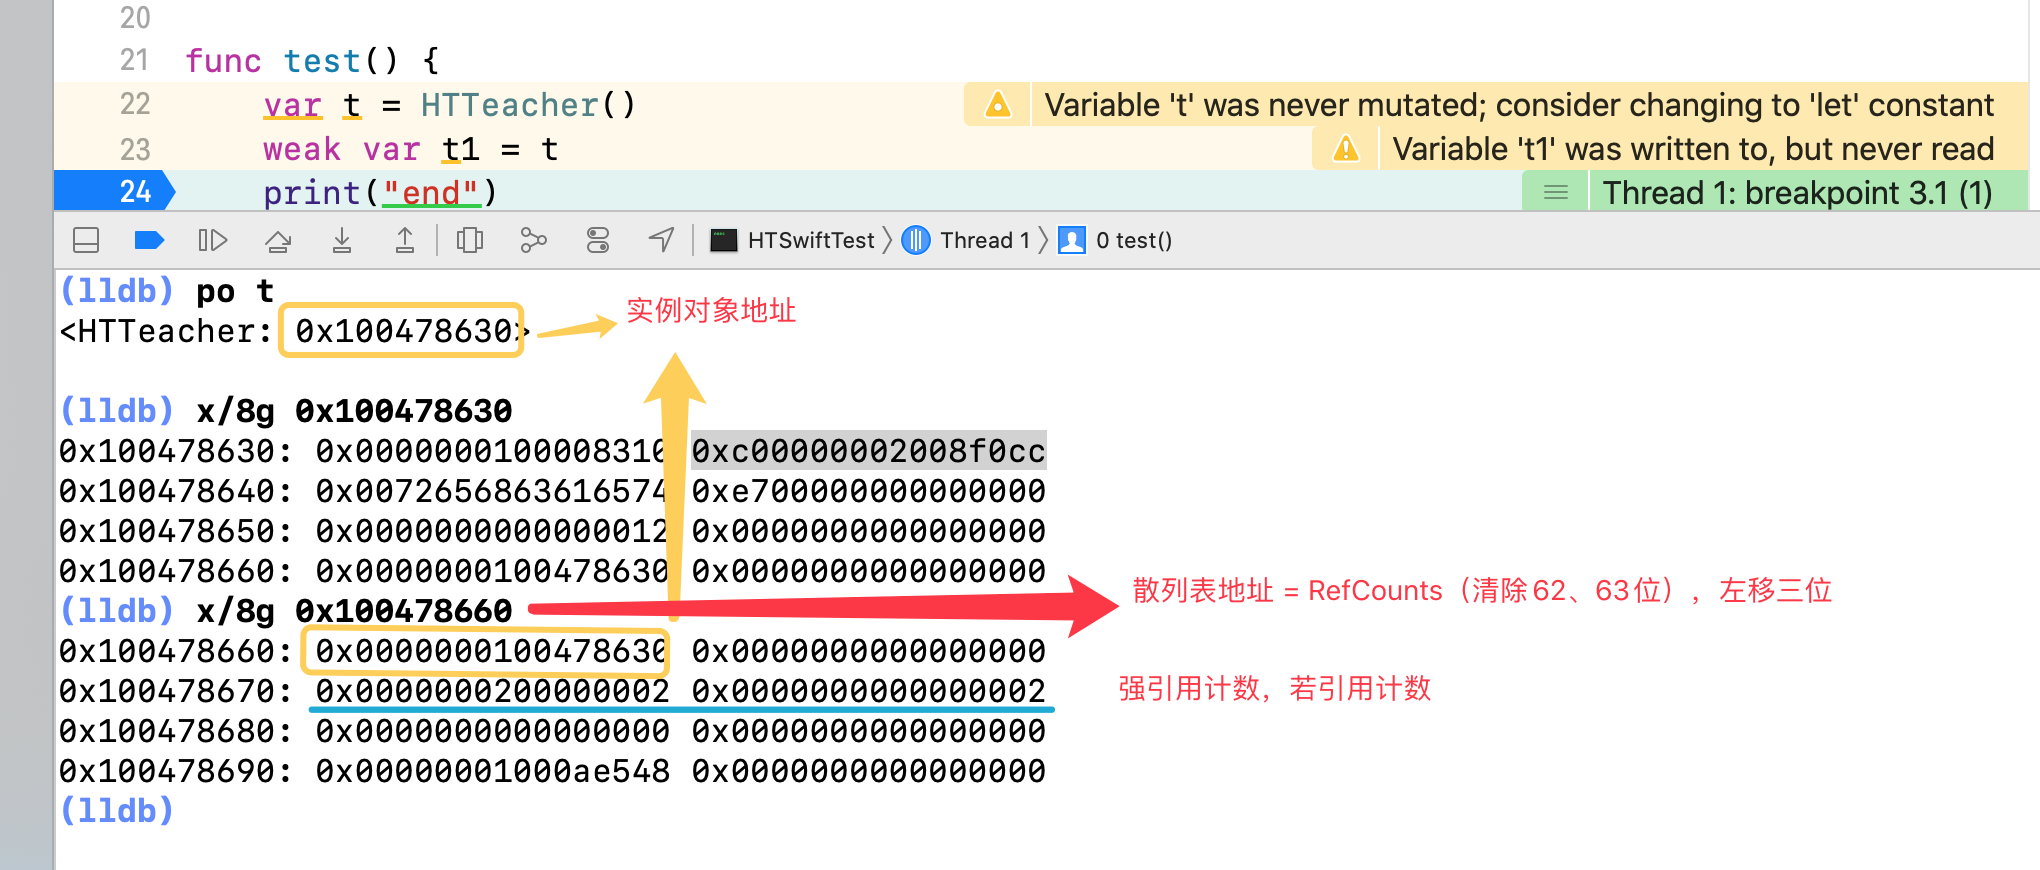 20
21 func test() {
22 var t = HTTeacher() Variable 't' was never mutated; consider changing to 'let' constant
23 weak var t1 = t Variable 't1' was written to, but never read
24 print("end") Thread 1: breakpoint 3.1 (1)
HTSwiftTest Thread 1 0 test()
(lldb) po t
<HTTeacher: 0x100478630> 实例对象地址
(lldb) x/8g 0x100478630
0x100478630: 0x0000000100008310 0xc00000002008f0cc
0x100478640: 0x0072656863616574 0xe700000000000000
0x100478650: 0x0000000000000012 0x0000000000000000
0x100478660: 0x0000000100478630 0x0000000000000000
(lldb) x/8g 0x100478660 散列表地址 = RefCounts（清除62、63位），左移三位
0x100478660: 0x0000000100478630 0x0000000000000000
0x100478670: 0x0000000200000002 0x0000000000000002 强引用计数，若引用计数
0x100478680: 0x0000000000000000 0x0000000000000000
0x100478690: 0x00000001000ae548 0x0000000000000000
(lldb)